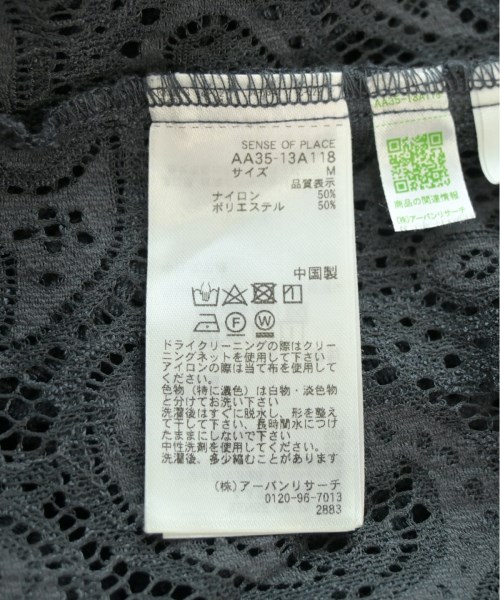 SENSE OF PLACE
AA35-13A118
サイズ M
品質表示
ナイロン 50%
ポリエステル 50%
中国製
F W
ドライクリーニングの際はクリー
ニングネットを使用して下さい
アイロンの際は当て布を使用して
ください。
色物(特に濃色)は白物・淡色物
と分けてお洗い下さい
洗濯後はすぐに脱水し、形を整え
て干して下さい、長時間水につけ
たままにしないで下さい
中性洗剤を使用してください。
洗濯後、多少縮むことがあります
(株)アーバンリサーチ
0120-96-7013
2883
AA35-13A118
商品の関連情報
(株)アーバンリサーチ